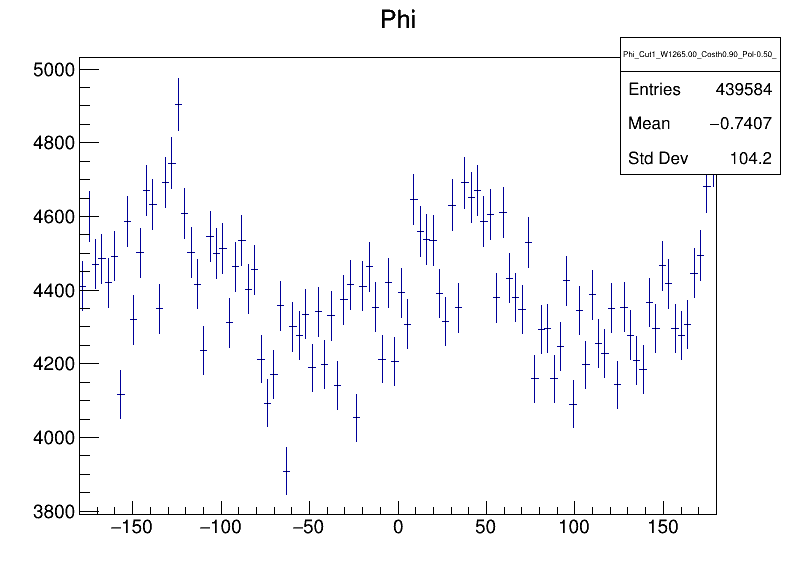 Phi
Phi_Cut1_W1265.00_Costh0.90_Pol-0.50_
Entries 439584
Mean −0.7407
Std Dev 104.2
5000
4800
4600
4400
4200
4000
3800
−150 −100 −50 0 50 100 150